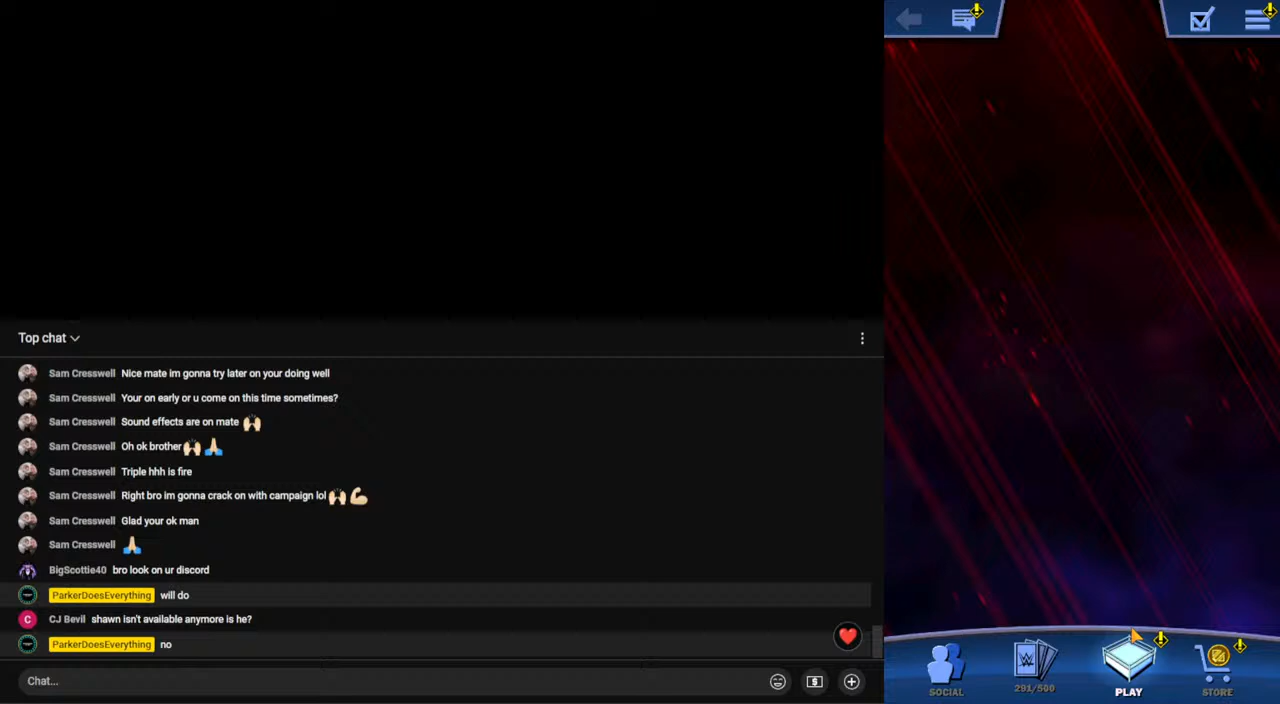 Top chat
Sam Cresswell Nice mate im gonna try later on your doing well
Sam Cresswell Your on early or u come on this time sometimes?
Sam Cresswell Sound effects are on mate 🙌🏻
Sam Cresswell Oh ok brother 🙌🏻🙏🏻
Sam Cresswell Triple hhh is fire
Sam Cresswell Right bro im gonna crack on with campaign lol 🙌🏻💪🏻
Sam Cresswell Glad your ok man
Sam Cresswell 🙏🏻
BigScottie40 bro look on ur discord
ParkerDoesEverything will do
C CJ Bevil shawn isn't available anymore is he?
ParkerDoesEverything no
Chat...
SOCIAL
291/500
PLAY
STORE